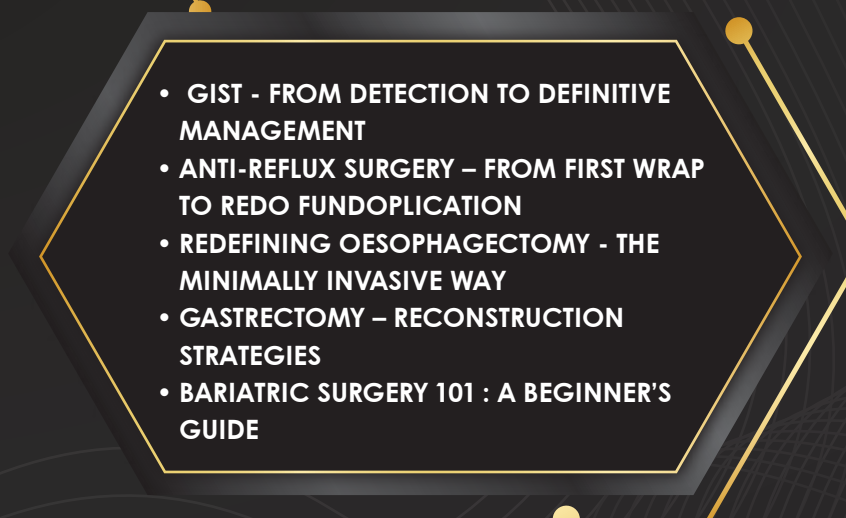 • GIST - FROM DETECTION TO DEFINITIVE
MANAGEMENT
• ANTI-REFLUX SURGERY – FROM FIRST WRAP
TO REDO FUNDOPLICATION
• REDEFINING OESOPHAGECTOMY - THE
MINIMALLY INVASIVE WAY
• GASTRECTOMY – RECONSTRUCTION
STRATEGIES
• BARIATRIC SURGERY 101 : A BEGINNER’S
GUIDE